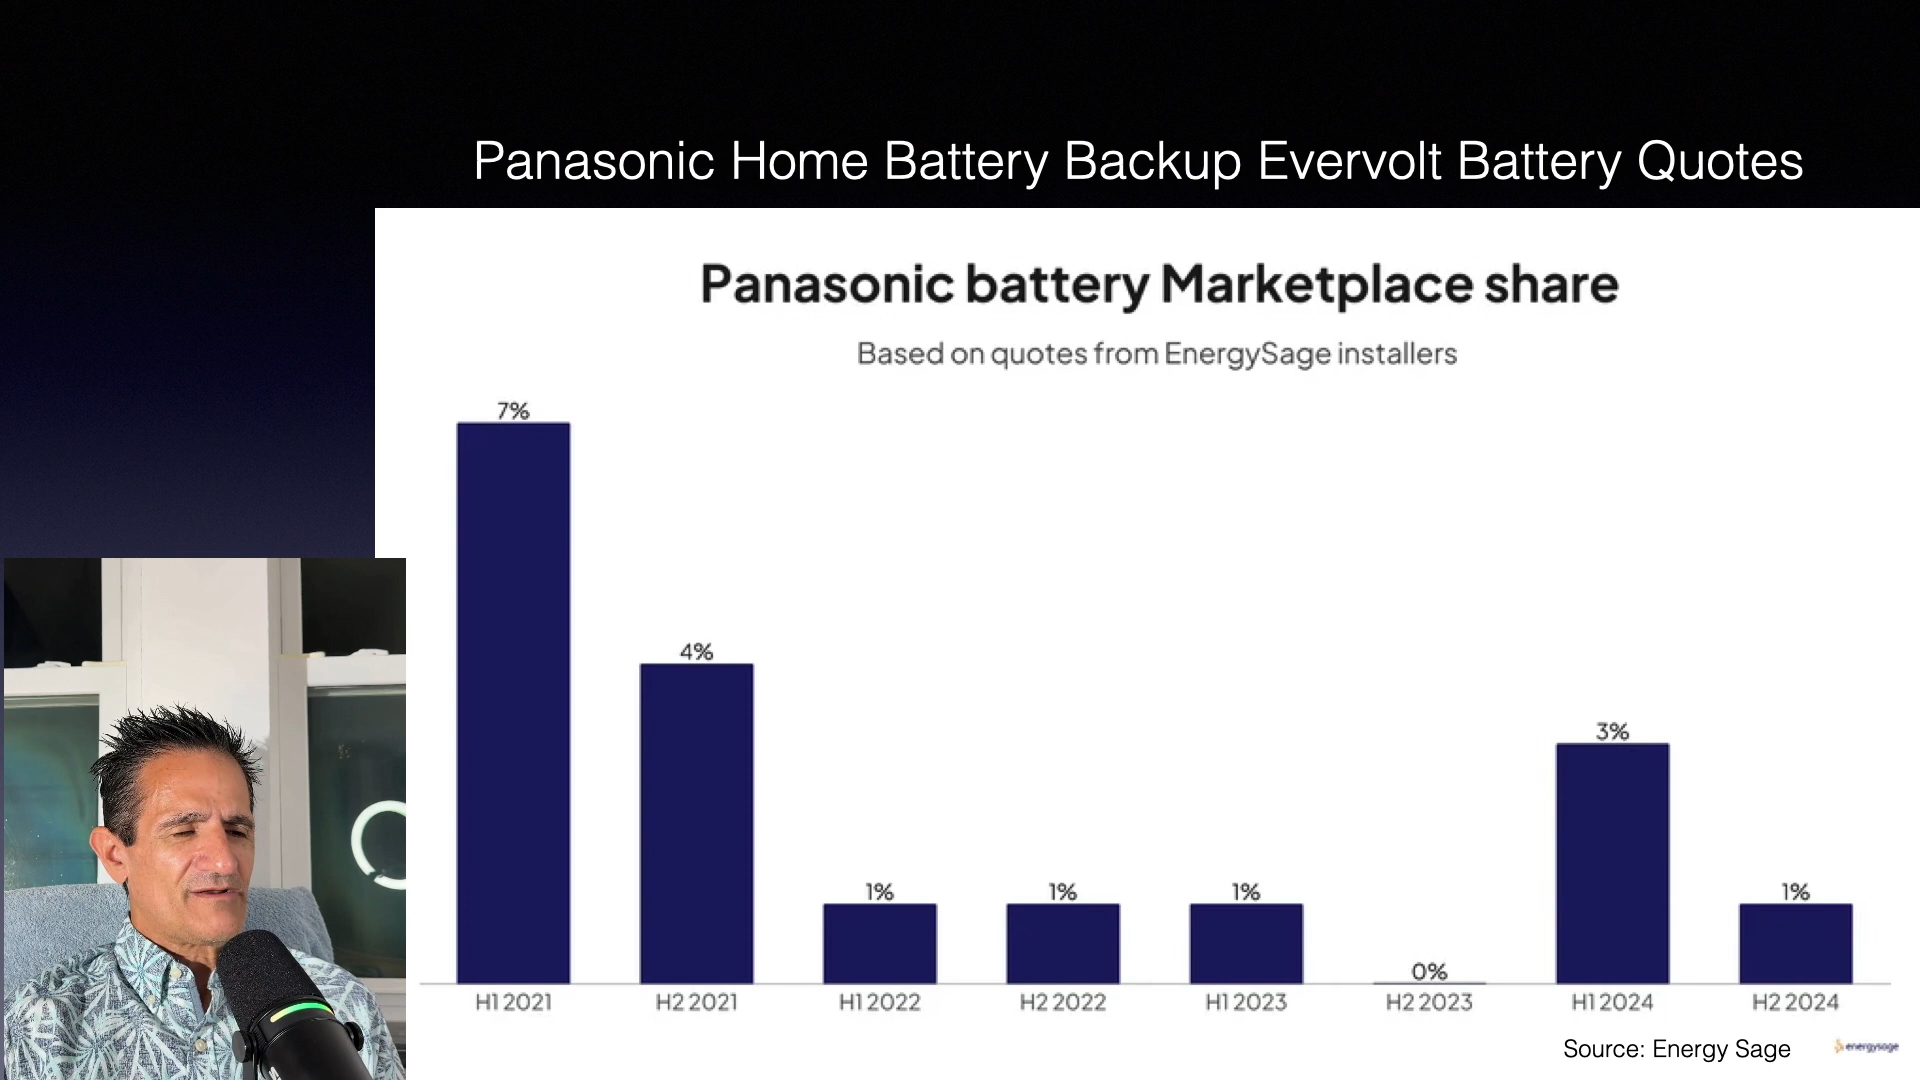 Panasonic Home Battery Backup Evervolt Battery Quotes
Panasonic battery Marketplace share
Based on quotes from EnergySage installers
7%
4%
1%
1%
1%
0%
3%
1%
H1 2021
H2 2021
H1 2022
H2 2022
H1 2023
H2 2023
H1 2024
H2 2024
Source: Energy Sage
energysage